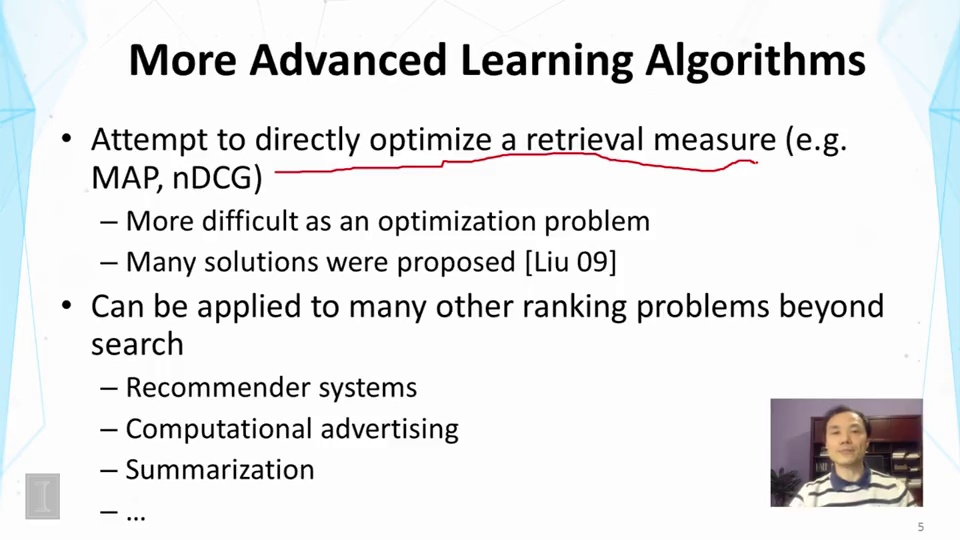 More Advanced Learning Algorithms
• Attempt to directly optimize a retrieval measure (e.g.
MAP, nDCG)
– More difficult as an optimization problem
– Many solutions were proposed [Liu 09]
• Can be applied to many other ranking problems beyond
search
– Recommender systems
– Computational advertising
– Summarization
– ...
I
5